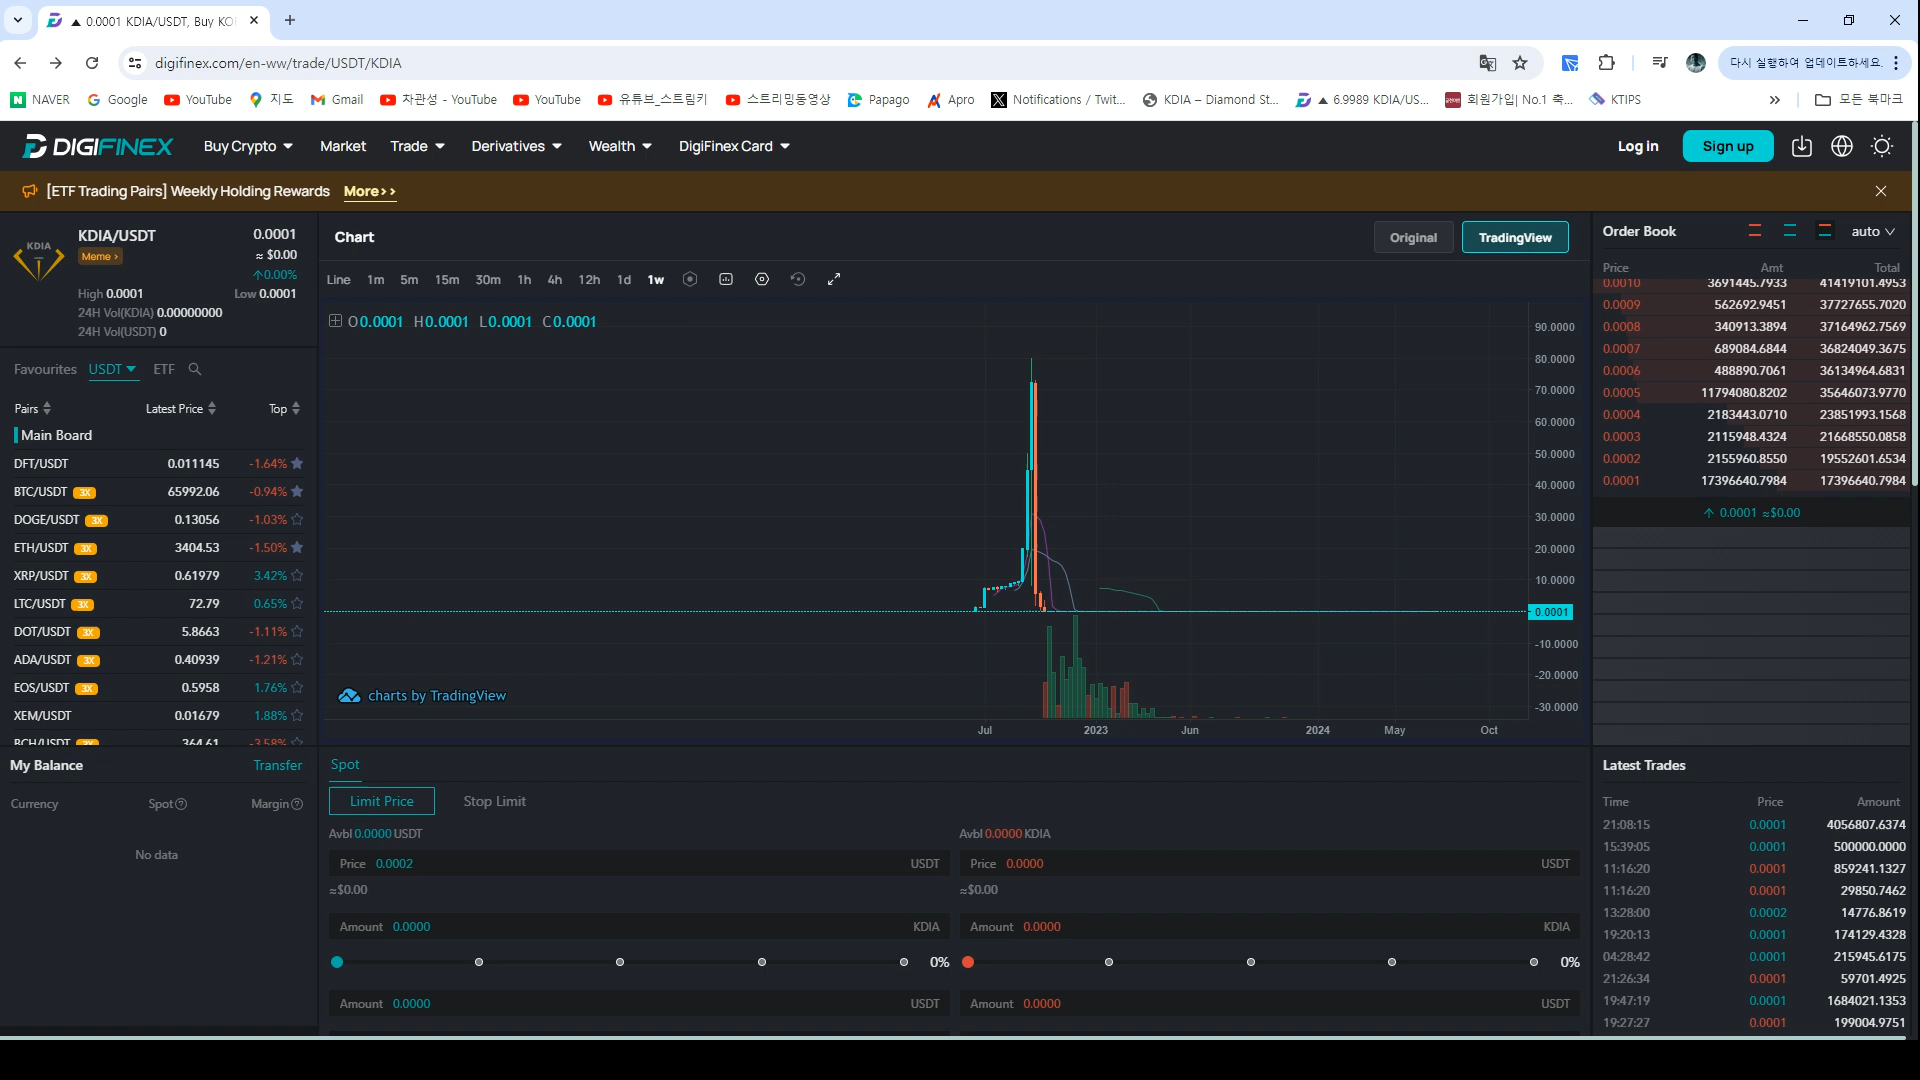 ▲ 0.0001 KDIA/USDT, Buy KO
digifinex.com/en-ww/trade/USDT/KDIA
다시 실행하여 업데이트하세요.
NAVER Google YouTube 지도 Gmail 차관성 - YouTube YouTube 유튜브_스트림키 스트리밍동영상 Papago Apro Notifications / Twit... KDIA – Diamond St... ▲ 6.9989 KDIA/US... 회원가입| No.1 축... KTIPS » 모든 북마크
DIGIFINEX Buy Crypto Market Trade Derivatives Wealth DigiFinex Card Log in Sign up
[ETF Trading Pairs] Weekly Holding Rewards More>>
KDIA
KDIA/USDT 0.0001
Meme > ≈ $0.00
↑0.00%
High 0.0001 Low 0.0001
24H Vol(KDIA) 0.00000000
24H Vol(USDT) 0
Favourites USDT ETF
Pairs Latest Price Top
Main Board
DFT/USDT 0.011145 -1.64%
BTC/USDT 3X 65992.06 -0.94%
DOGE/USDT 3X 0.13056 -1.03%
ETH/USDT 3X 3404.53 -1.50%
XRP/USDT 3X 0.61979 3.42%
LTC/USDT 3X 72.79 0.65%
DOT/USDT 3X 5.8663 -1.11%
ADA/USDT 3X 0.40939 -1.21%
EOS/USDT 3X 0.5958 1.76%
XEM/USDT 0.01679 1.88%
BCH/USDT 3X 364.61 -3.58%
My Balance Transfer
Currency Spot Margin
No data
Chart Original TradingView
Line 1m 5m 15m 30m 1h 4h 12h 1d 1w
O0.0001 H0.0001 L0.0001 C0.0001
90.0000
80.0000
70.0000
60.0000
50.0000
40.0000
30.0000
20.0000
10.0000
0.0001
-10.0000
-20.0000
-30.0000
charts by TradingView
Jul 2023 Jun 2024 May Oct
Spot
Limit Price Stop Limit
Avbl 0.0000 USDT
Price 0.0002 USDT
≈$0.00
Amount 0.0000 KDIA
0%
Amount 0.0000 USDT
Avbl 0.0000 KDIA
Price 0.0000 USDT
≈$0.00
Amount 0.0000 KDIA
0%
Amount 0.0000 USDT
Order Book auto
Price Amt Total
0.0010 3691445.7933 41419101.4953
0.0009 562692.9451 37727655.7020
0.0008 340913.3894 37164962.7569
0.0007 689084.6844 36824049.3675
0.0006 488890.7061 36134964.6831
0.0005 11794080.8202 35646073.9770
0.0004 2183443.0710 23851993.1568
0.0003 2115948.4324 21668550.0858
0.0002 2155960.8550 19552601.6534
0.0001 17396640.7984 17396640.7984
↑ 0.0001 ≈$0.00
Latest Trades
Time Price Amount
21:08:15 0.0001 4056807.6374
15:39:05 0.0001 500000.0000
11:16:20 0.0001 859241.1327
11:16:20 0.0001 29850.7462
13:28:00 0.0002 14776.8619
19:20:13 0.0001 174129.4328
04:28:42 0.0001 215945.6175
21:26:34 0.0001 59701.4925
19:47:19 0.0001 1684021.1353
19:27:27 0.0001 199004.9751